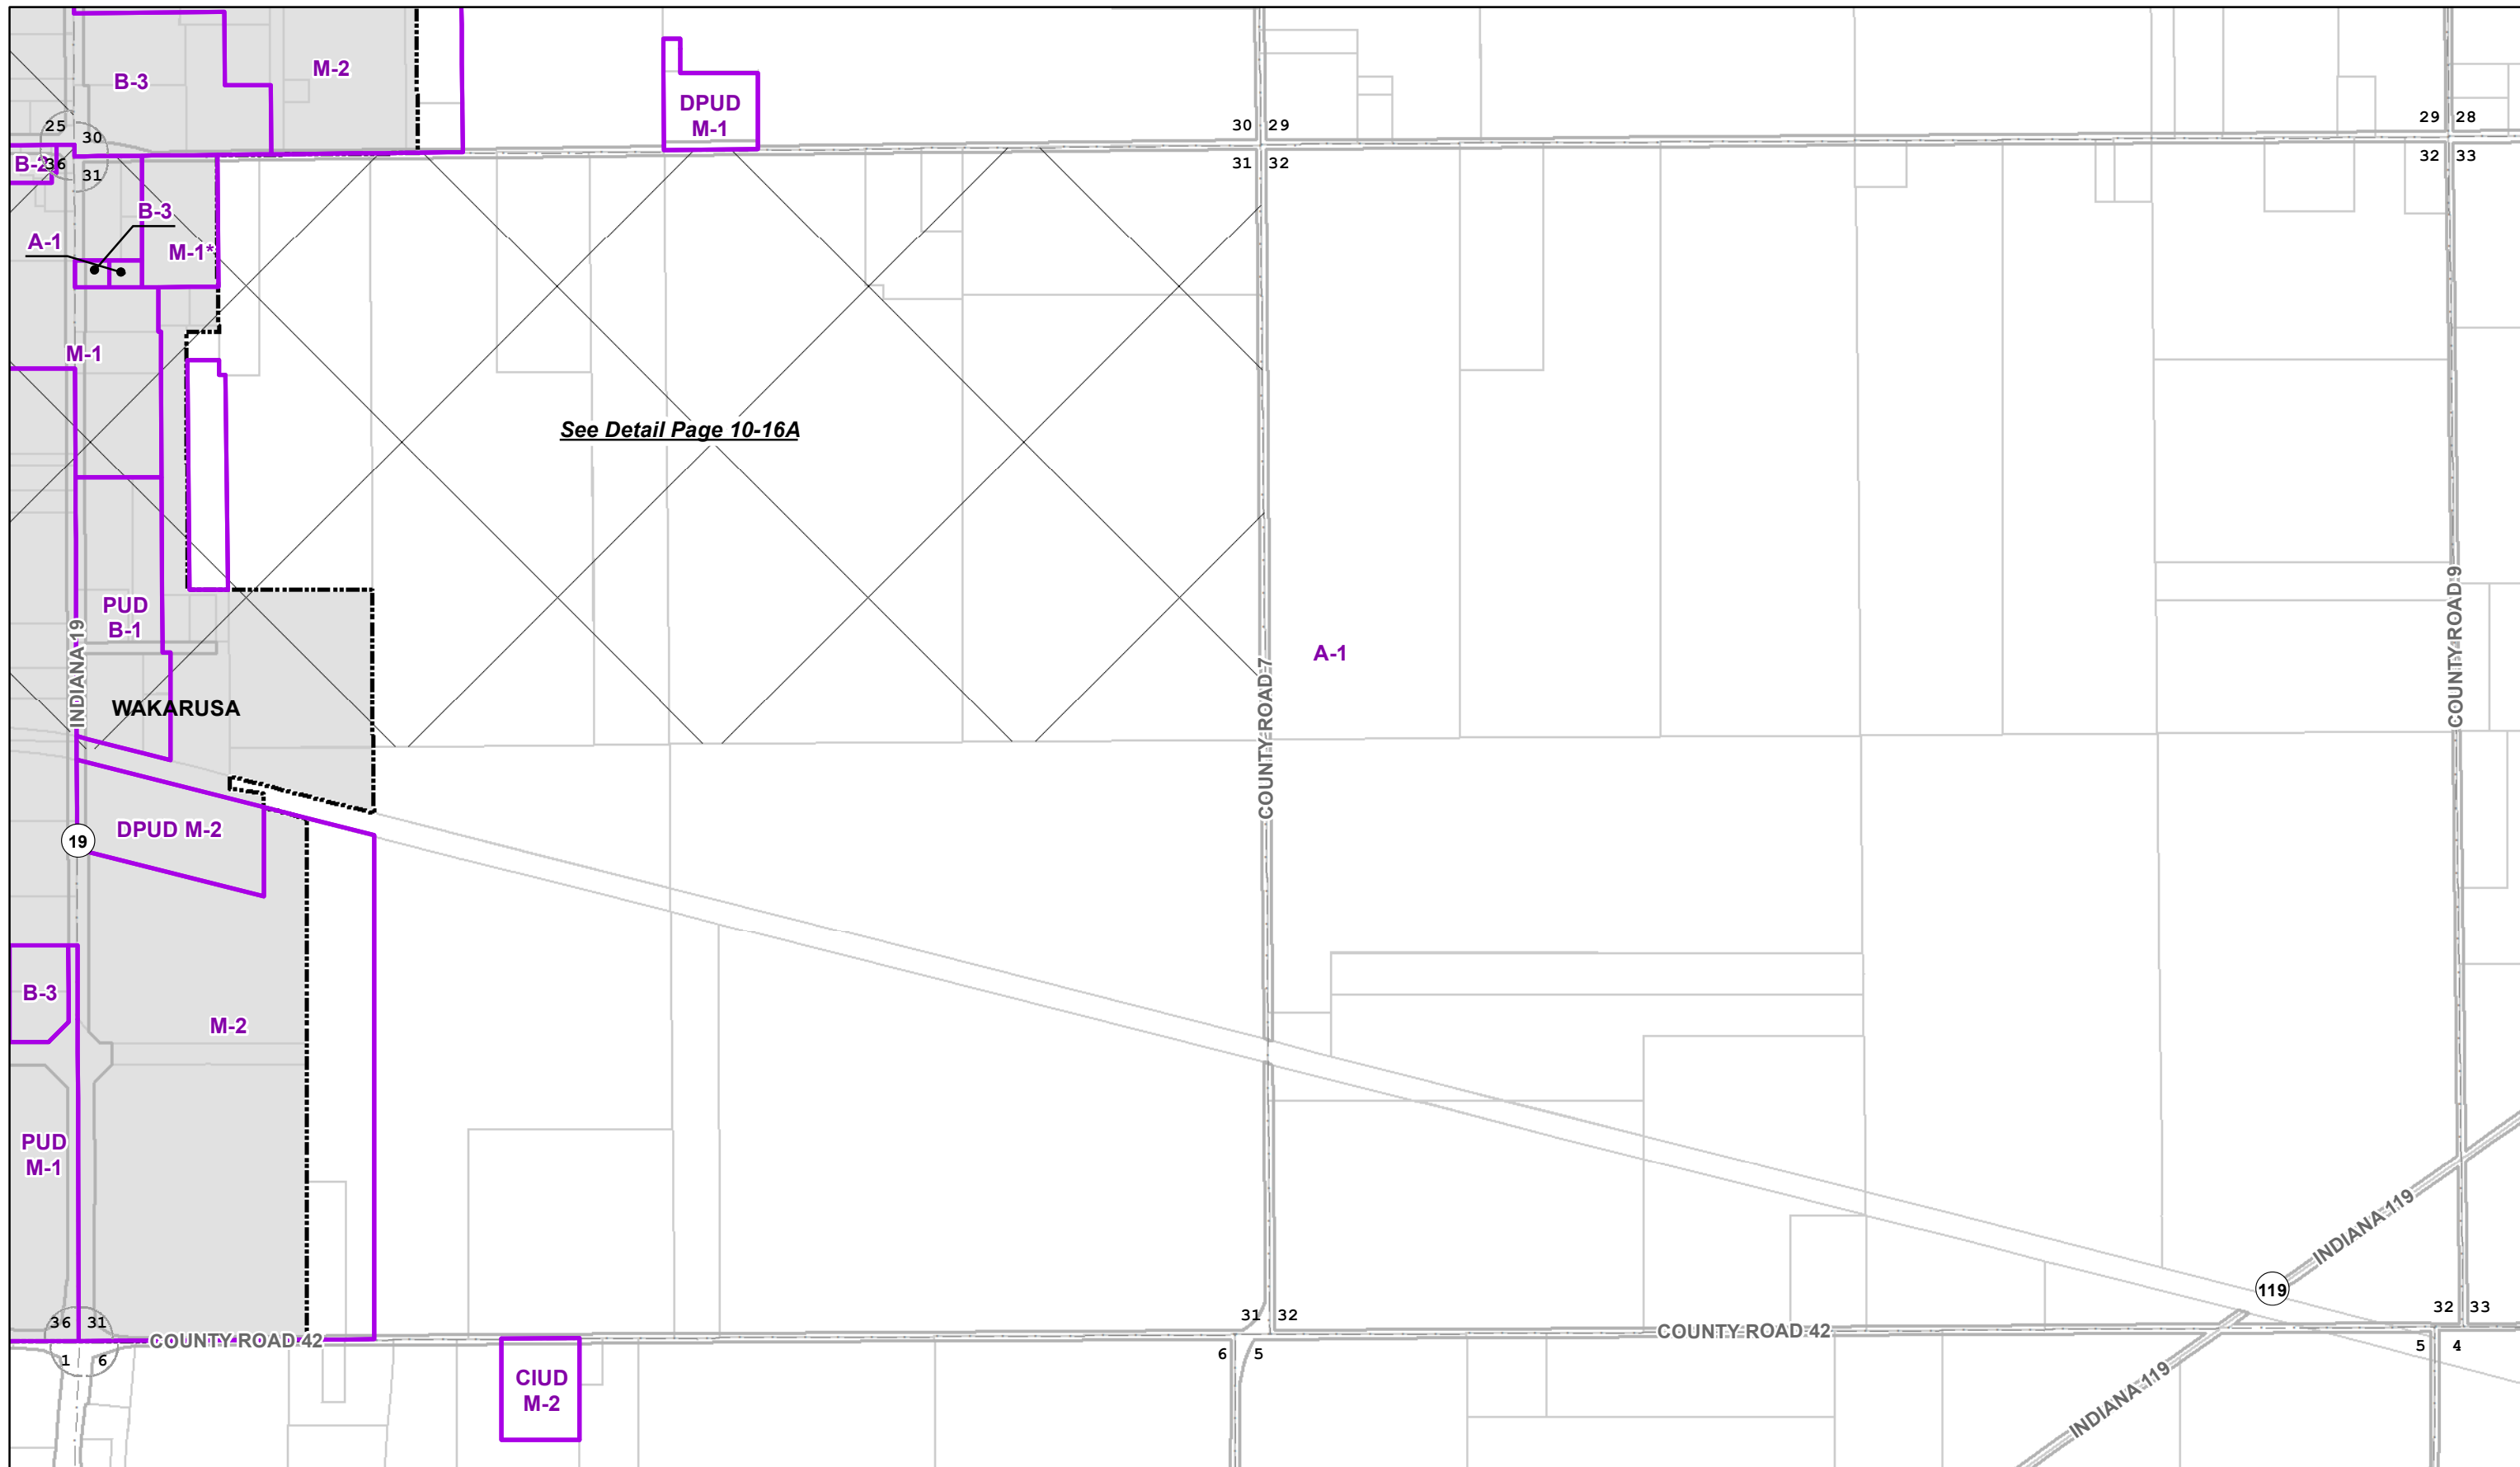 B-3
M-2
DPUD
M-1
25
30
36
31
B-2
30
29
31
32
29
28
32
33
B-3
A-1
M-1*
M-1
See Detail Page 10-16A
PUD
B-1
INDIANA 19
WAKARUSA
A-1
COUNTY ROAD 7
COUNTY ROAD 9
DPUD M-2
19
B-3
M-2
PUD
M-1
INDIANA 119
119
36
31
1
6
COUNTY ROAD 42
31
32
6
5
COUNTY ROAD 42
32
33
5
4
CIUD
M-2
INDIANA 119